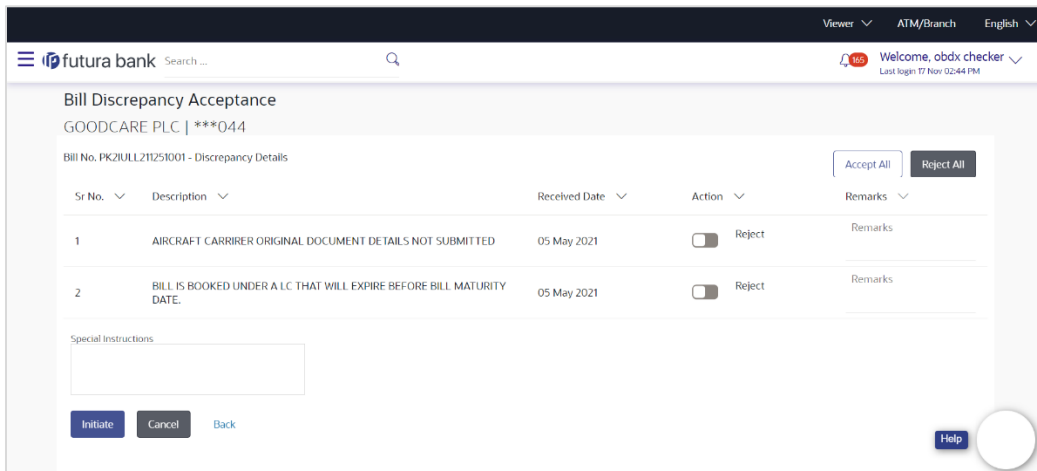 Viewer ATM/Branch English
futura bank Search ... 165 Welcome, obdx checker
Last login 17 Nov 02:44 PM
Bill Discrepancy Acceptance
GOODCARE PLC | ***044
Bill No. PK2IULL211251001 - Discrepancy Details Accept All Reject All
Sr No. Description Received Date Action Remarks
1 AIRCRAFT CARRIRER ORIGINAL DOCUMENT DETAILS NOT SUBMITTED 05 May 2021 Reject Remarks
2 BILL IS BOOKED UNDER A LC THAT WILL EXPIRE BEFORE BILL MATURITY DATE. 05 May 2021 Reject Remarks
Special Instructions
Initiate Cancel Back
Help